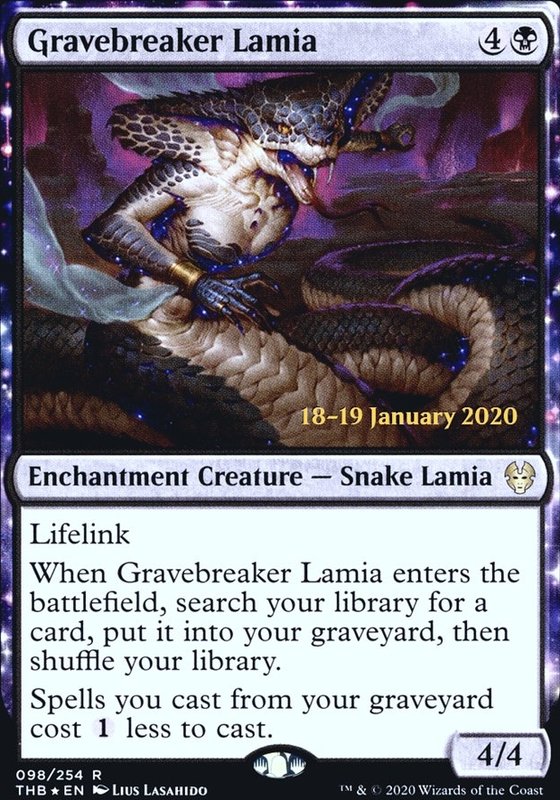 Gravebreaker Lamia 4
18–19 January 2020
Enchantment Creature — Snake Lamia
Lifelink
When Gravebreaker Lamia enters the
battlefield, search your library for a
card, put it into your graveyard, then
shuffle your library.
Spells you cast from your graveyard
cost 1 less to cast.
4/4
098/254 R
THB★EN Lius Lasahido
™ & © 2020 Wizards of the Coast